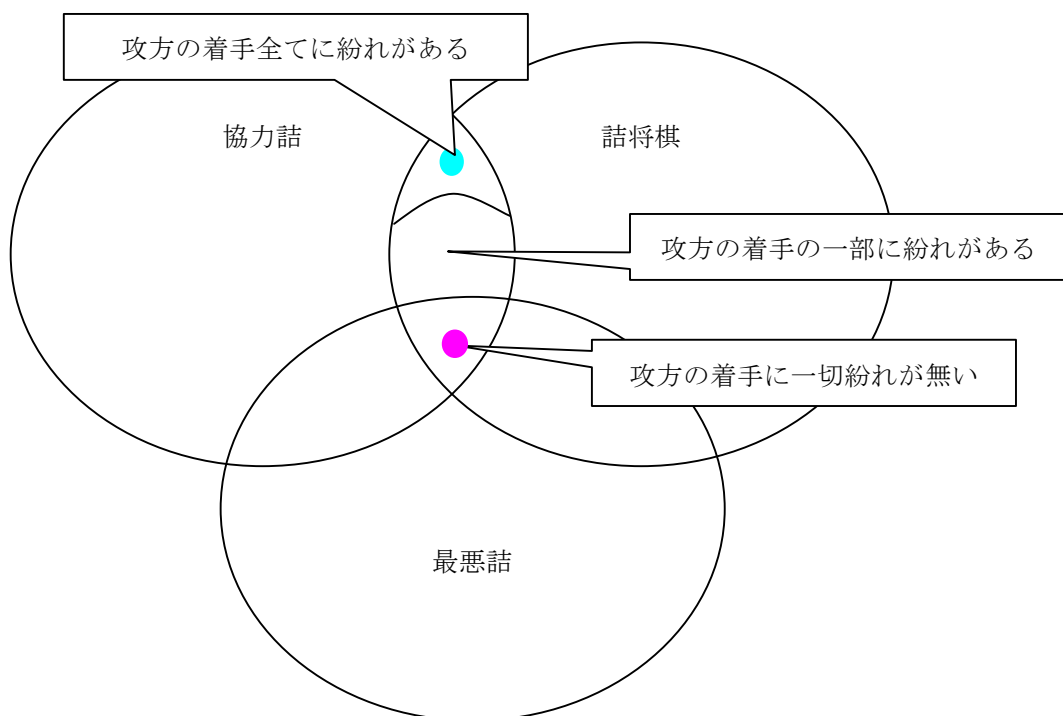 攻方の着手全てに紛れがある
協力詰
詰将棋
攻方の着手の一部に紛れがある
攻方の着手に一切紛れが無い
最悪詰